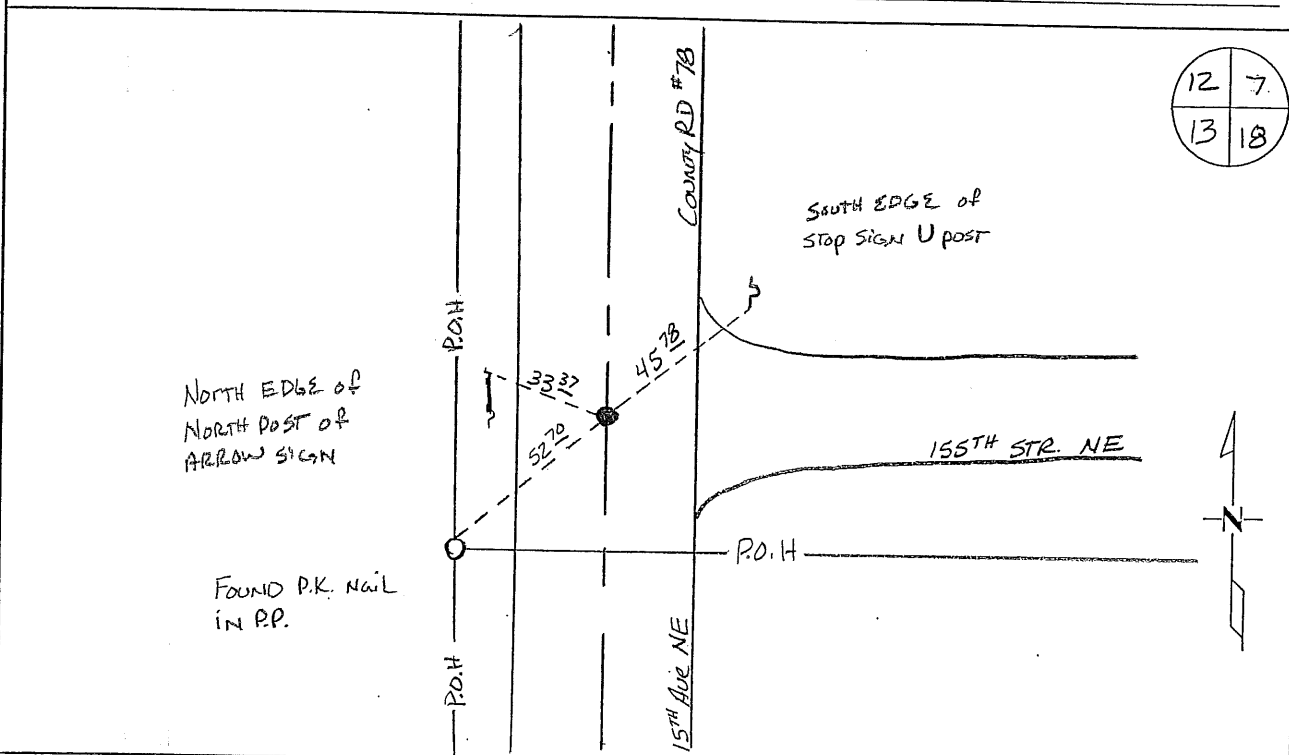 12 7
13 18
COUNTY RD #78
SOUTH EDGE of
STOP SIGN U POST
P.O.H
45 78
33 37
52 70
NORTH EDGE of
NORTH POST of
ARROW SIGN
155TH STR. NE
N
P.O.H
FOUND P.K. NAIL
IN P.P.
P.O.H
15TH AVE NE